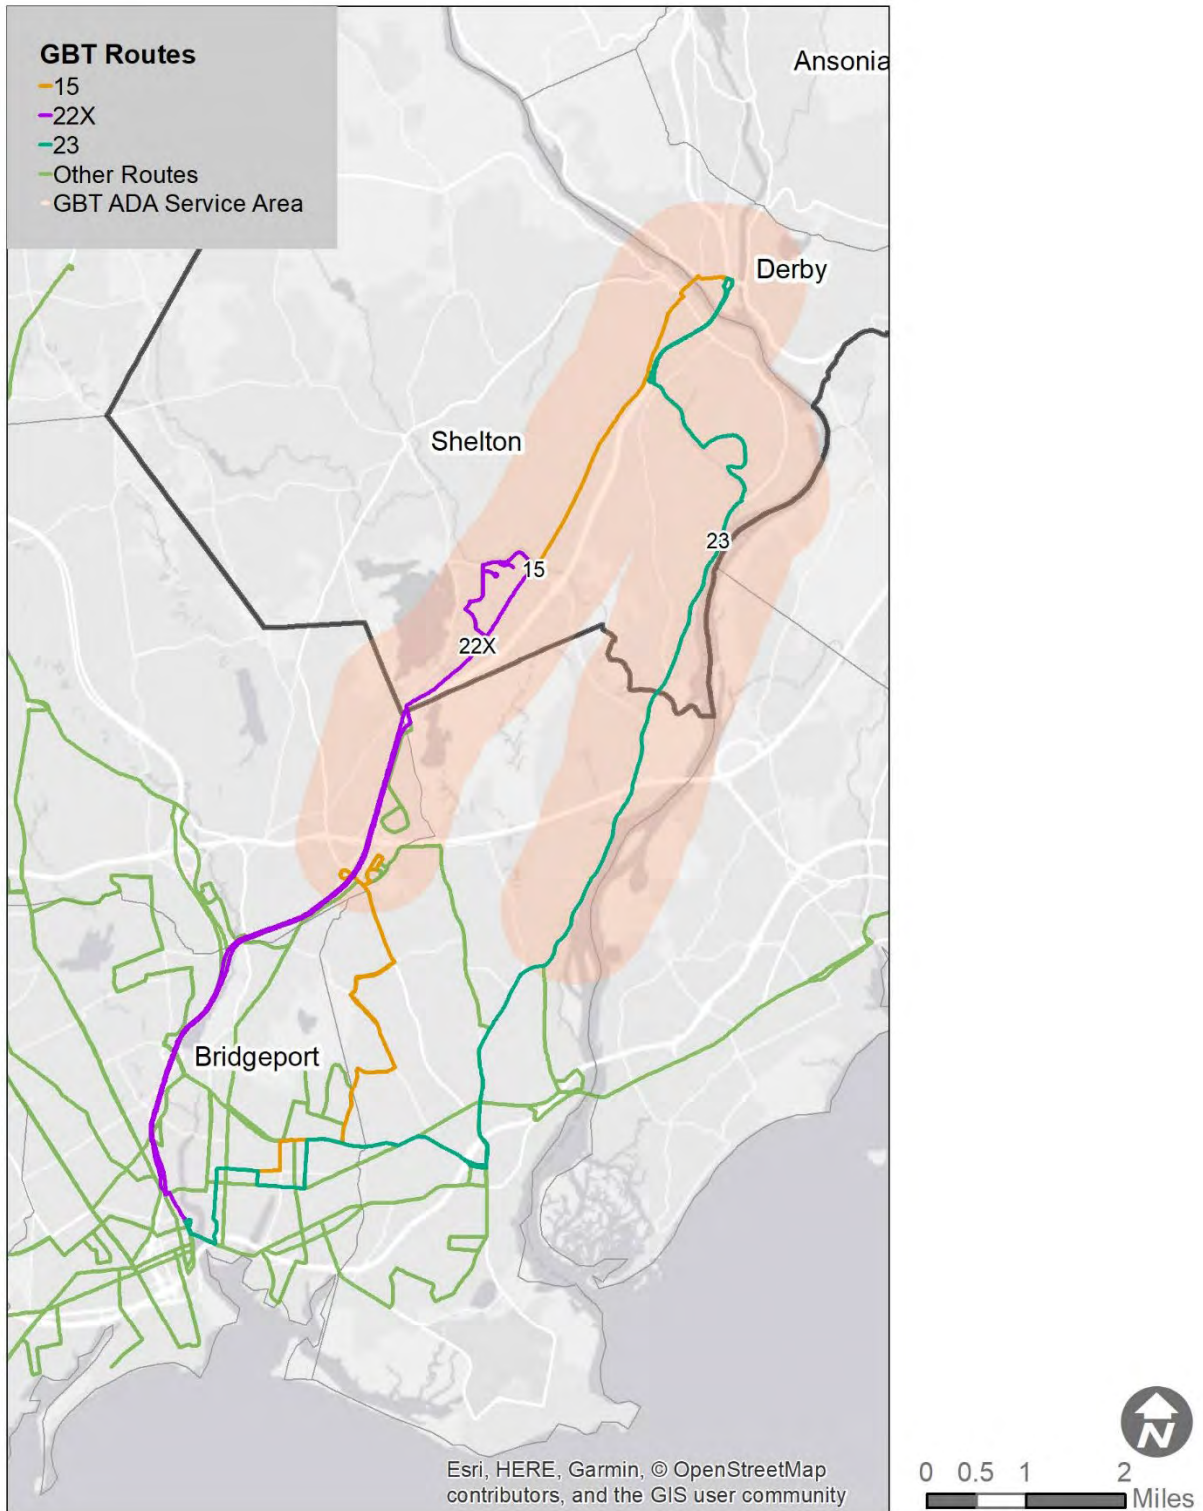 GBT Routes
15
22X
23
Other Routes
GBT ADA Service Area
Ansonia
Derby
Shelton
23
15
22X
Bridgeport
Esri, HERE, Garmin, © OpenStreetMap
contributors, and the GIS user community
N
0 0.5 1 2
Miles